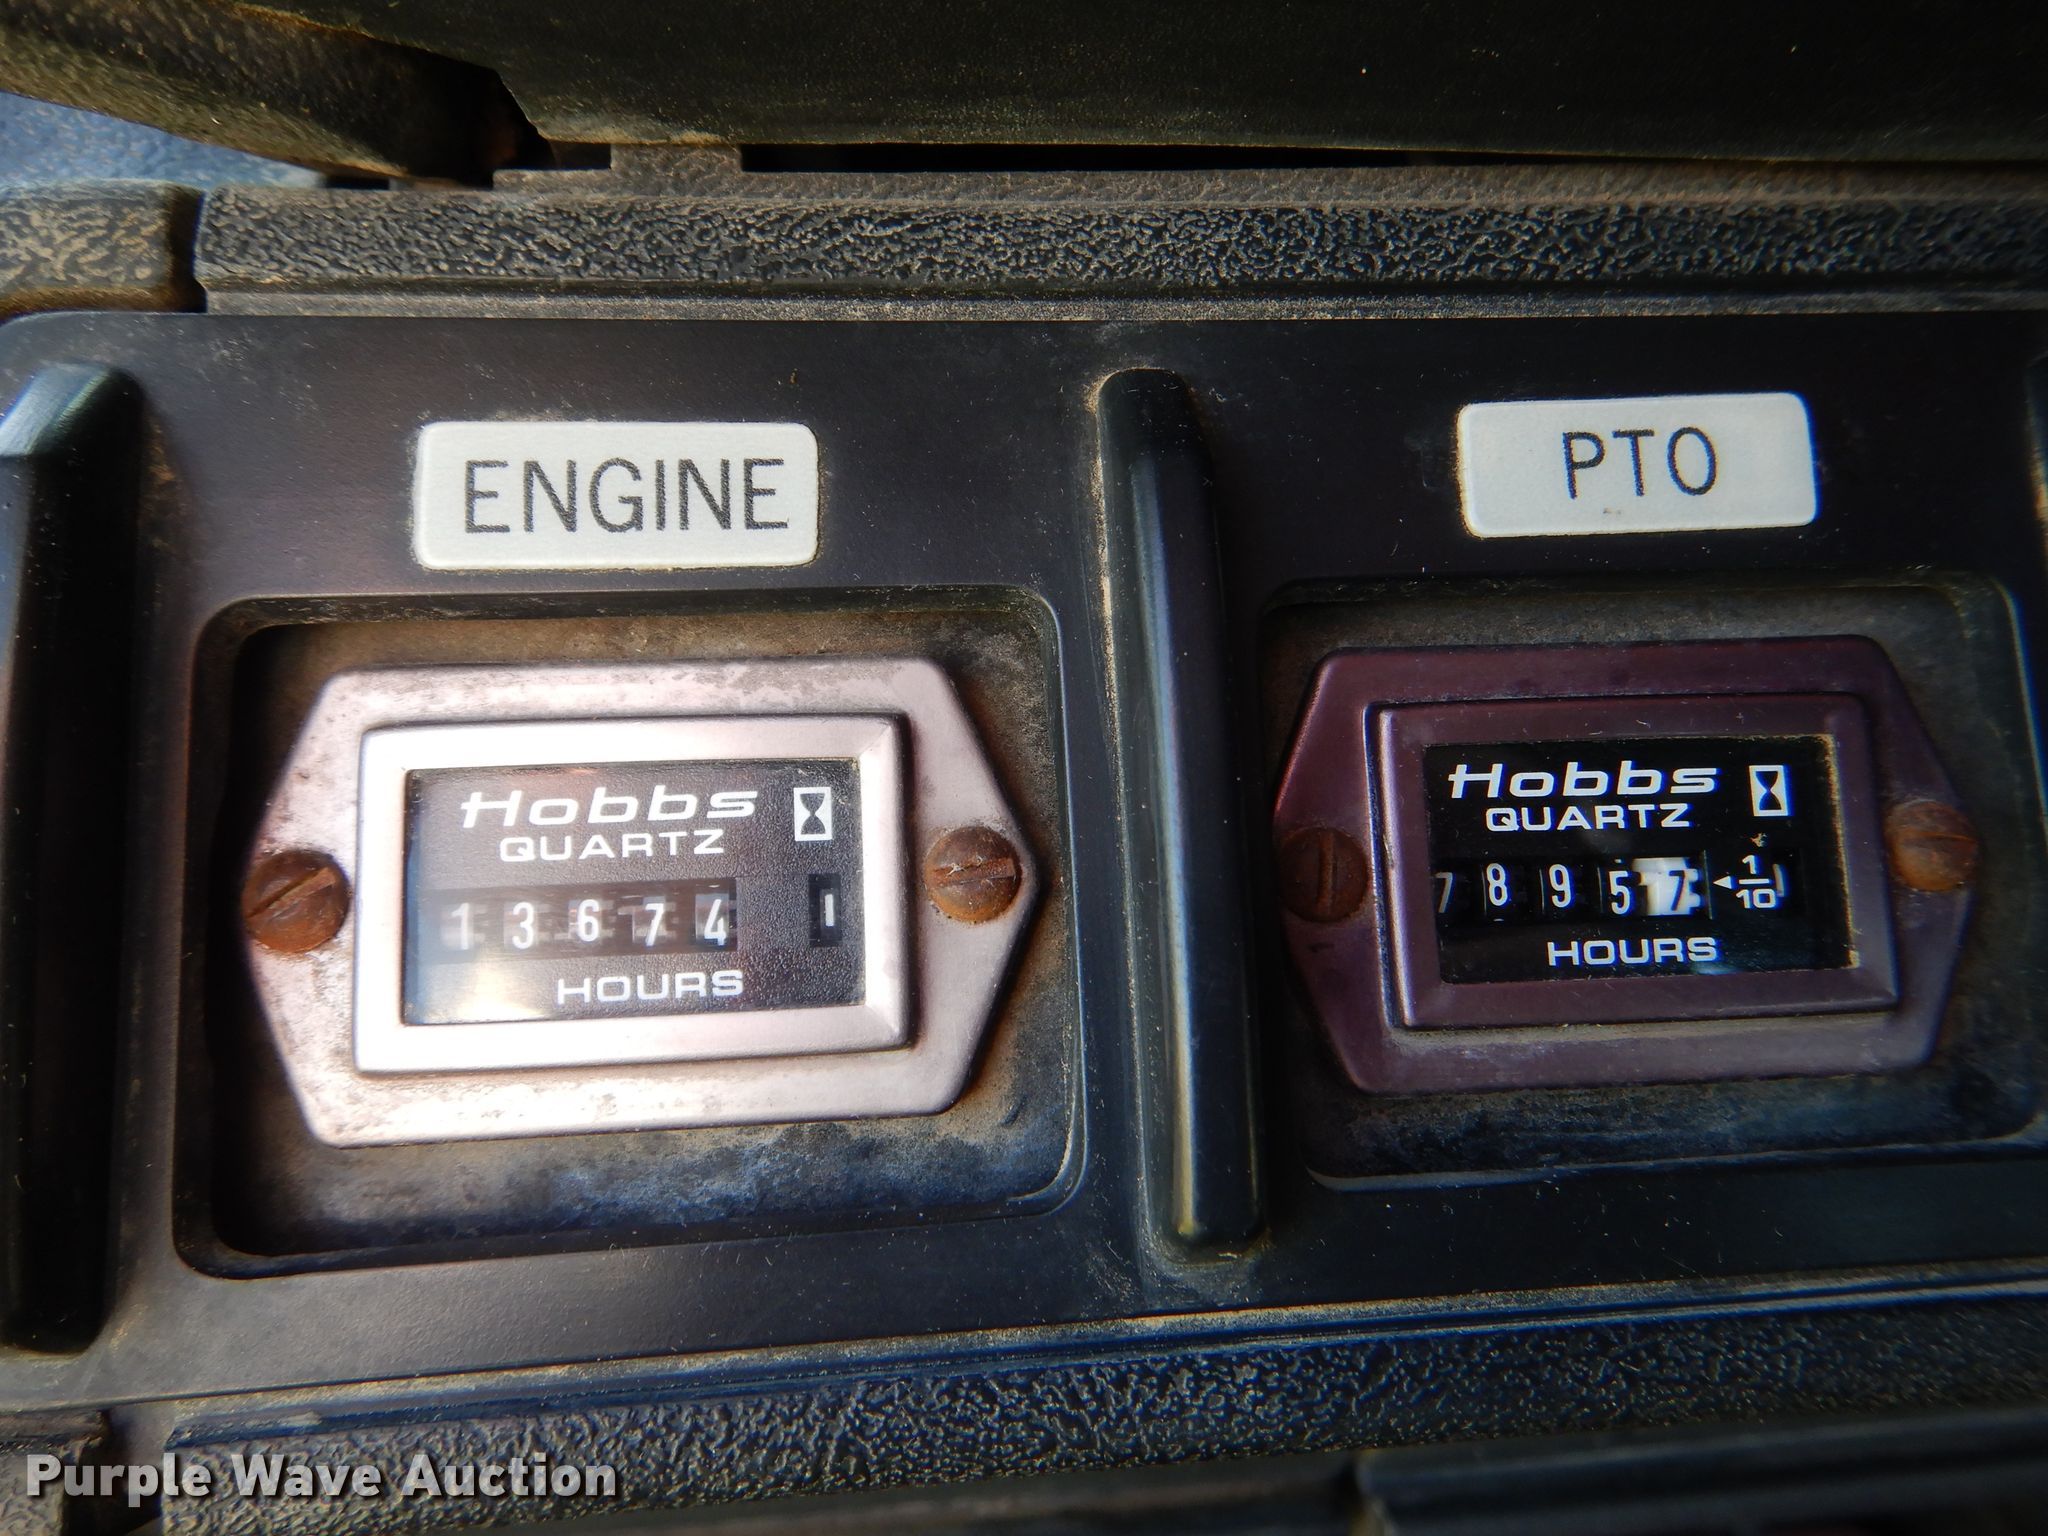 ENGINE
Hobbs
QUARTZ
13674
HOURS
PTO
Hobbs
QUARTZ
78957 ◄1/10
HOURS
Purple Wave Auction